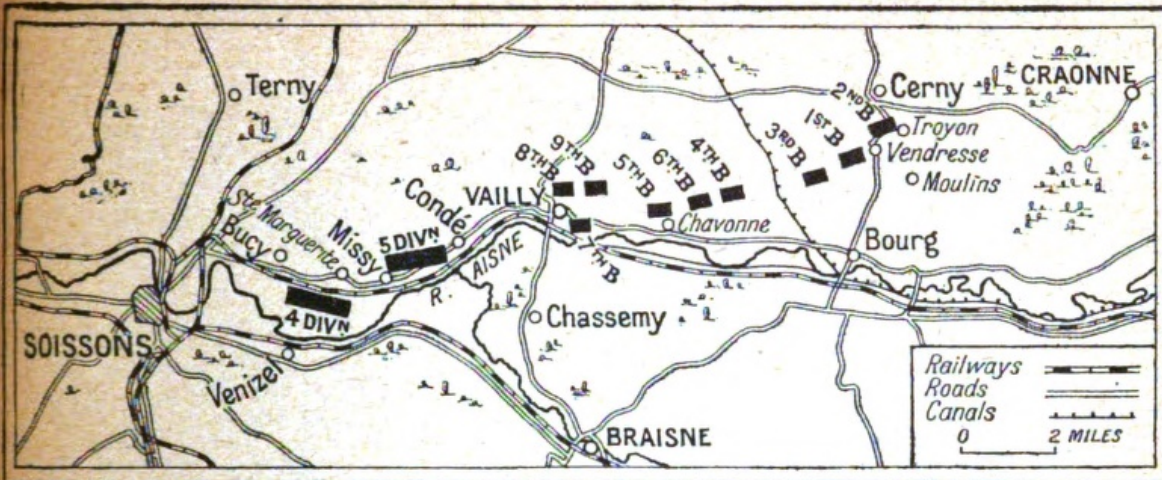 Terny
Cerny
CRAONNE
2ND B
1ST B
3RD B
Troyon
Vendresse
Moulins
9TH B
8TH B
5TH B
6TH B
4TH B
Ste Marguerite
Bucy
Missy
5 DIVN
Condé
VAILLY
Chavonne
7TH B
R. AISNE
Bourg
4 DIVN
Chassemy
SOISSONS
Venizel
BRAISNE
Railways
Roads
Canals
0 2 MILES